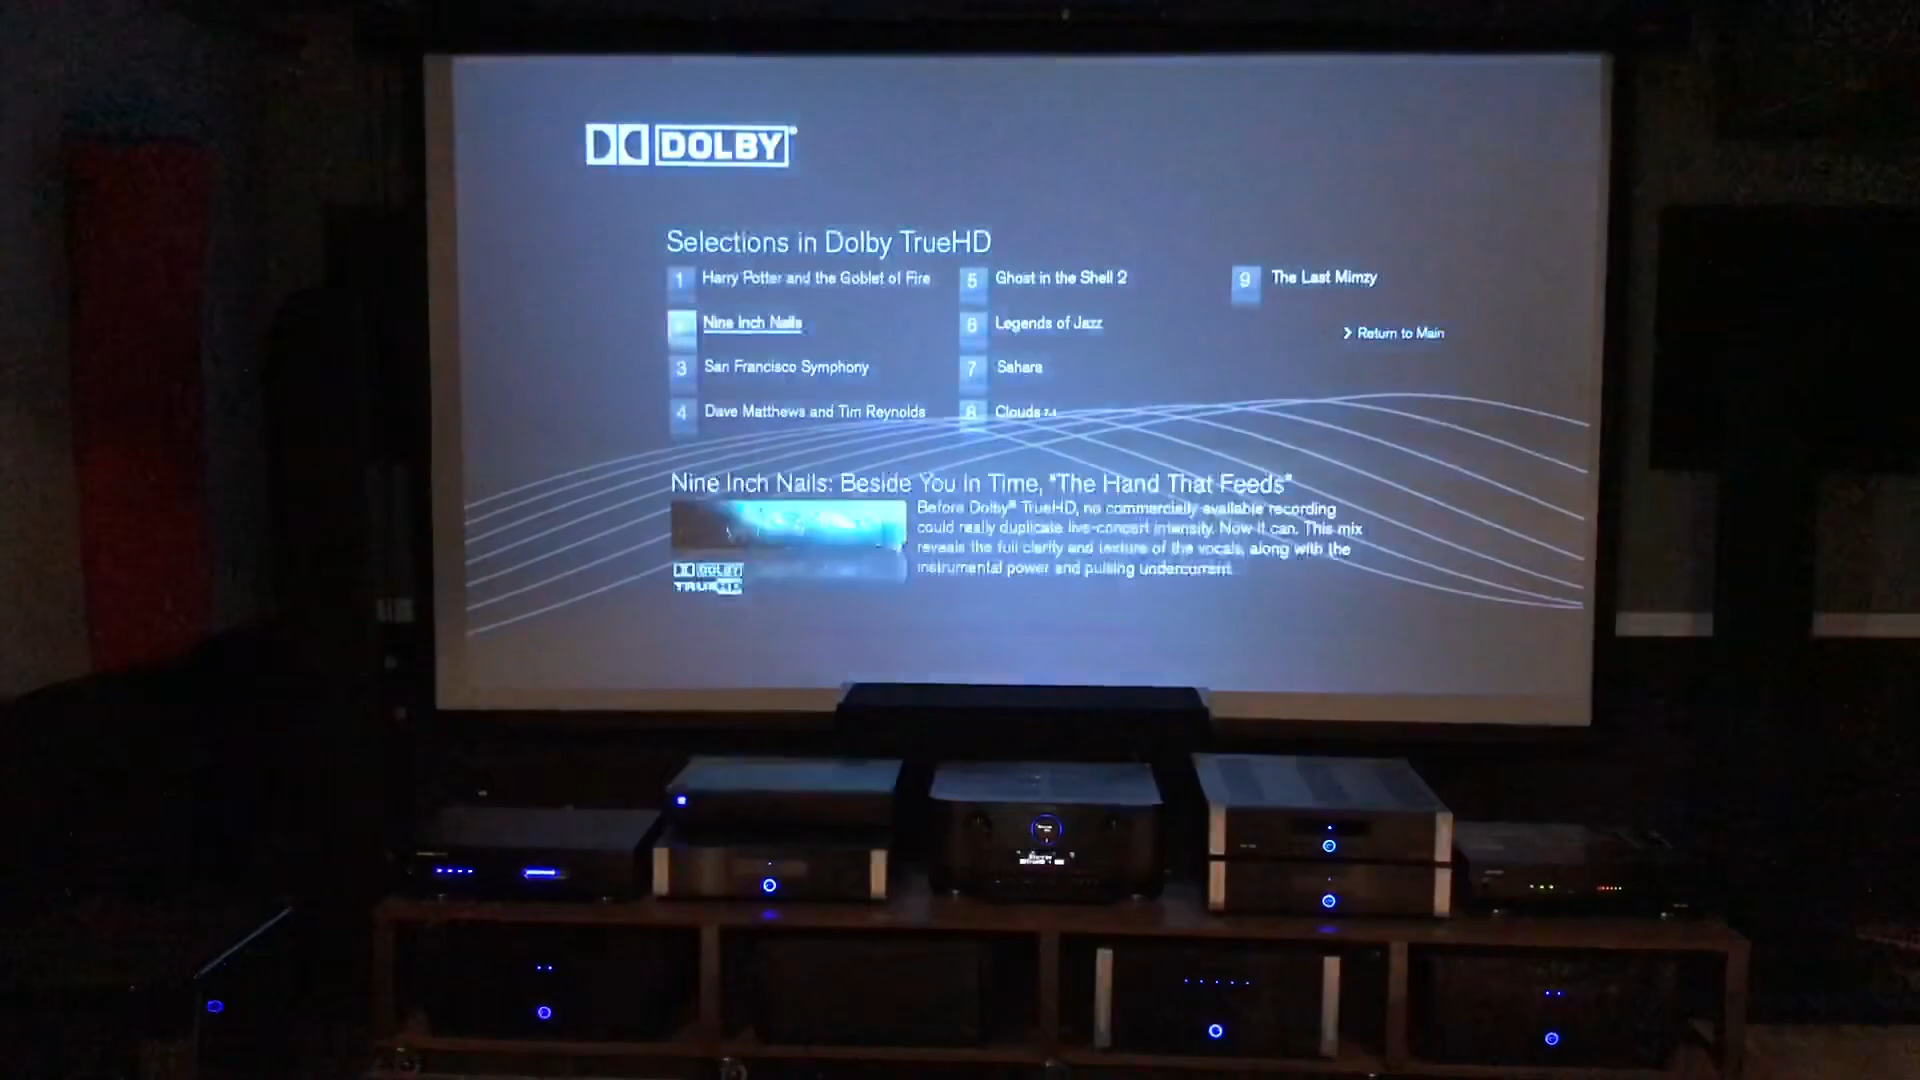 DOLBY®
Selections in Dolby TrueHD
1 Harry Potter and the Goblet of Fire
Nine Inch Nails
3 San Francisco Symphony
4 Dave Matthews and Tim Reynolds
5 Ghost in the Shell 2
6 Legends of Jazz
7 Sahara
8 Clouds 7.1
9 The Last Mimzy
> Return to Main
Nine Inch Nails: Beside You in Time, "The Hand That Feeds"
Before Dolby® TrueHD, no commercially available recording
could really duplicate live-concert intensity. Now it can. This mix
reveals the full clarity and texture of the vocals, along with the
instrumental power and pulsing undercurrent.
DOLBY
TRUEHD